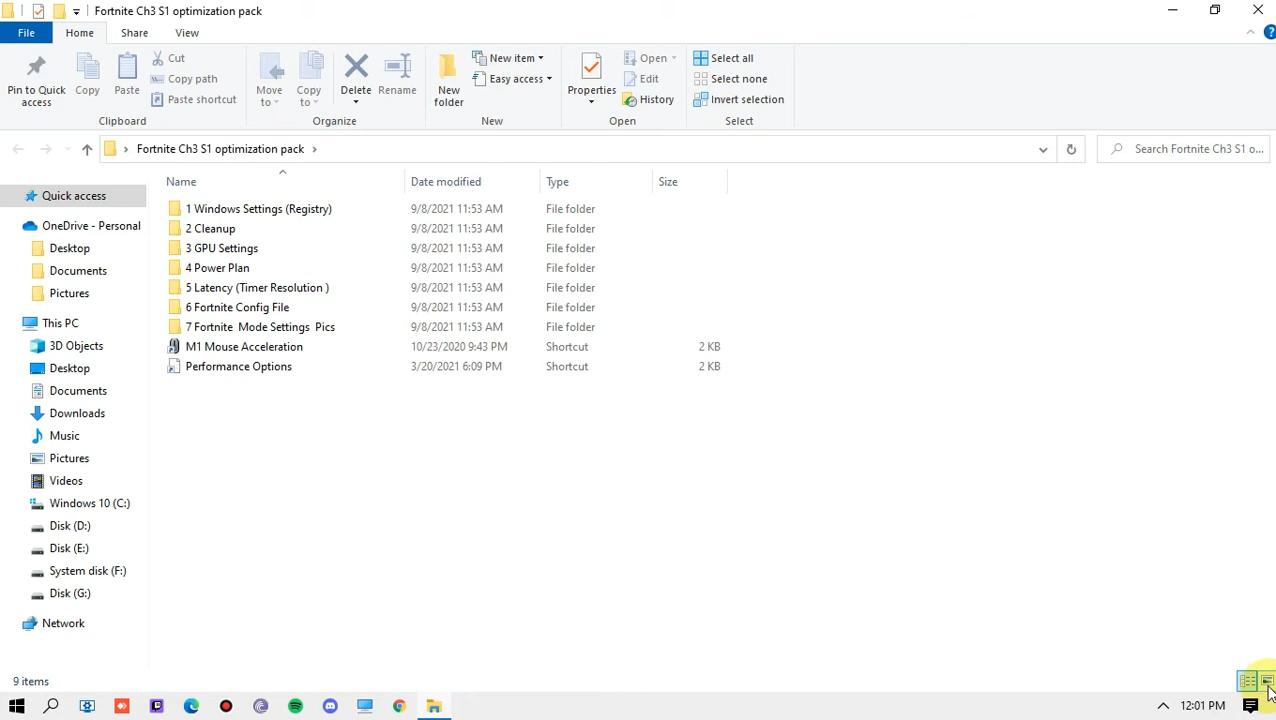 Fortnite Ch3 S1 optimization pack
File Home Share View
Pin to Quick access
Copy
Paste
Cut
Copy path
Paste shortcut
Clipboard
Move to
Copy to
Delete
Rename
Organize
New folder
New item
Easy access
New
Properties
Open
Edit
History
Open
Select all
Select none
Invert selection
Select
Fortnite Ch3 S1 optimization pack
Search Fortnite Ch3 S1 o...
Name Date modified Type Size
1 Windows Settings (Registry) 9/8/2021 11:53 AM File folder
2 Cleanup 9/8/2021 11:53 AM File folder
3 GPU Settings 9/8/2021 11:53 AM File folder
4 Power Plan 9/8/2021 11:53 AM File folder
5 Latency (Timer Resolution ) 9/8/2021 11:53 AM File folder
6 Fortnite Config File 9/8/2021 11:53 AM File folder
7 Fortnite  Mode Settings  Pics 9/8/2021 11:53 AM File folder
M1 Mouse Acceleration 10/23/2020 9:43 PM Shortcut 2 KB
Performance Options 3/20/2021 6:09 PM Shortcut 2 KB
Quick access
OneDrive - Personal
Desktop
Documents
Pictures
This PC
3D Objects
Desktop
Documents
Downloads
Music
Pictures
Videos
Windows 10 (C:)
Disk (D:)
Disk (E:)
System disk (F:)
Disk (G:)
Network
9 items
12:01 PM